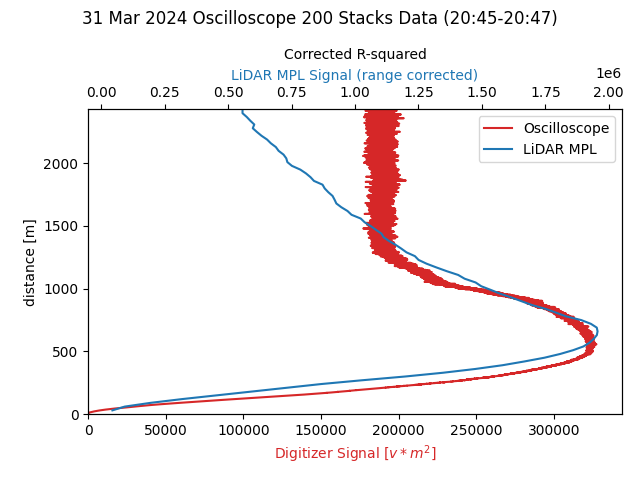 31 Mar 2024 Oscilloscope 200 Stacks Data (20:45-20:47)
Corrected R-squared
LiDAR MPL Signal (range corrected)
1e6
0.00 0.25 0.50 0.75 1.00 1.25 1.50 1.75 2.00
Oscilloscope
LiDAR MPL
distance [m]
2000
1500
1000
500
0
0 50000 100000 150000 200000 250000 300000
Digitizer Signal [v * m²]